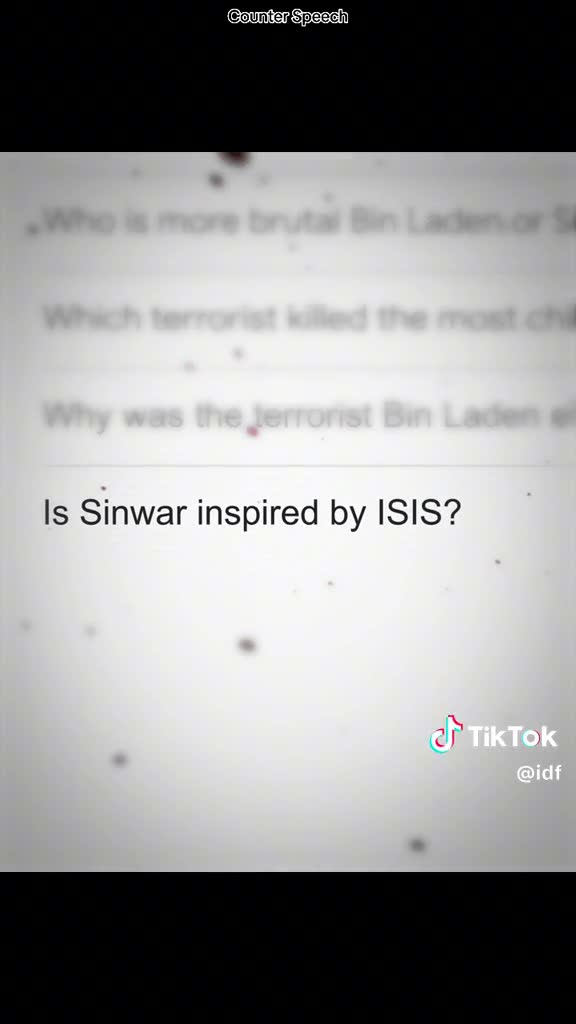 Counter Speech
Who is more brutal Bin Laden or
Which terrorist killed the most
Why was the terrorist Bin Laden
Is Sinwar inspired by ISIS?
TikTok
@idf